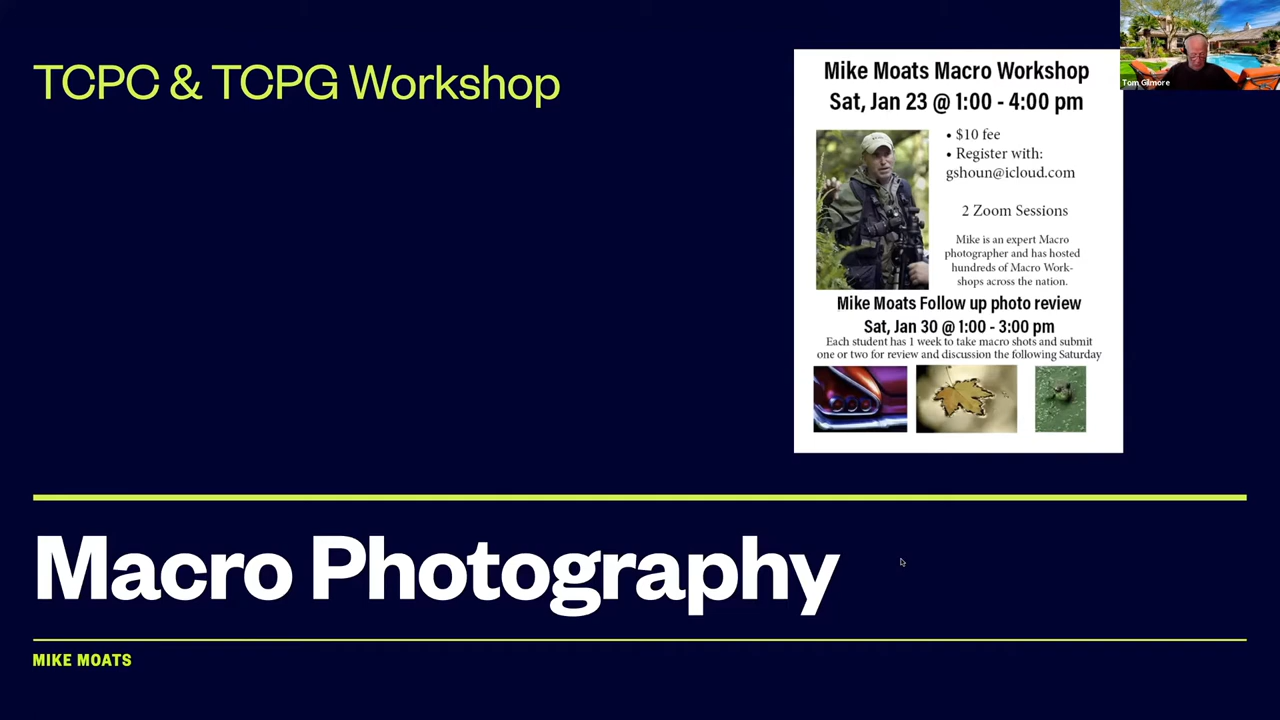 TCPC & TCPG Workshop
Mike Moats Macro Workshop
Sat, Jan 23 @ 1:00 - 4:00 pm
• $10 fee
• Register with:
gshoun@icloud.com
2 Zoom Sessions
Mike is an expert Macro
photographer and has hosted
hundreds of Macro Work-
shops across the nation.
Mike Moats Follow up photo review
Sat, Jan 30 @ 1:00 - 3:00 pm
Each student has 1 week to take macro shots and submit
one or two for review and discussion the following Saturday
Tom Gilmore
Macro Photography
MIKE MOATS